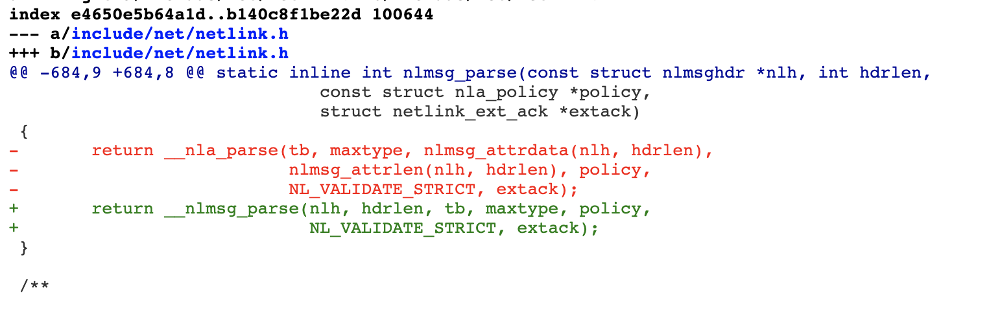 index e4650e5b64a1d..b140c8f1be22d 100644
--- a/include/net/netlink.h
+++ b/include/net/netlink.h
@@ -684,9 +684,8 @@ static inline int nlmsg_parse(const struct nlmsghdr *nlh, int hdrlen,
const struct nla_policy *policy,
struct netlink_ext_ack *extack)
{
- return __nla_parse(tb, maxtype, nlmsg_attrdata(nlh, hdrlen),
- nlmsg_attrlen(nlh, hdrlen), policy,
- NL_VALIDATE_STRICT, extack);
+ return __nlmsg_parse(nlh, hdrlen, tb, maxtype, policy,
+ NL_VALIDATE_STRICT, extack);
}
/**